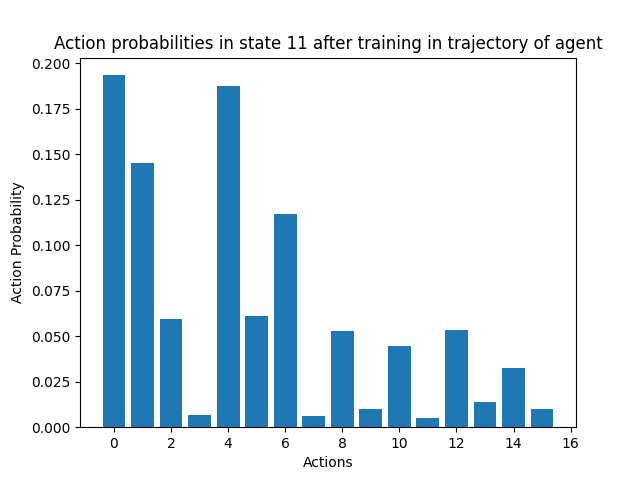 Action probabilities in state 11 after training in trajectory of agent
0.200
0.175
0.150
0.125
0.100
0.075
0.050
0.025
0.000
Action Probability
0 2 4 6 8 10 12 14 16
Actions